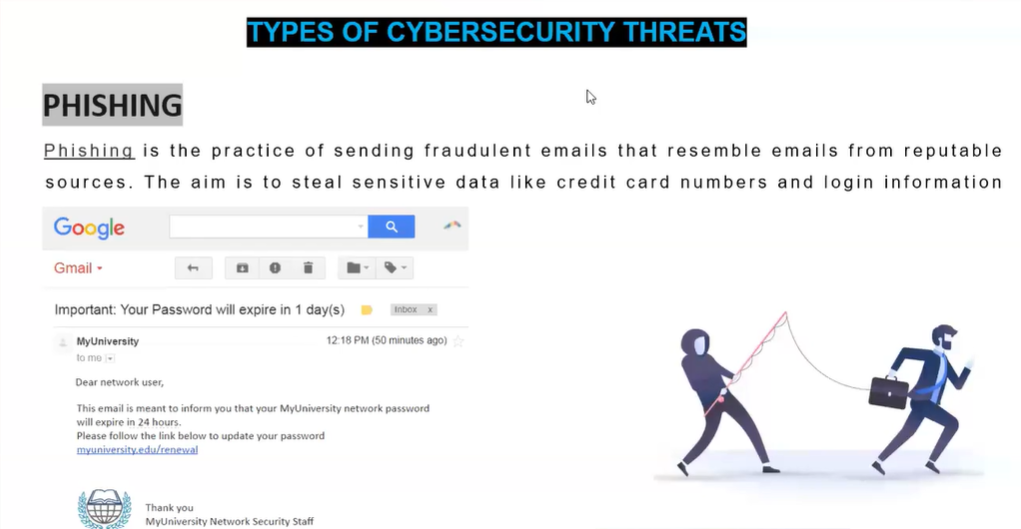 TYPES OF CYBERSECURITY THREATS
PHISHING
Phishing is the practice of sending fraudulent emails that resemble emails from reputable
sources. The aim is to steal sensitive data like credit card numbers and login information
Google
Gmail
Important: Your Password will expire in 1 day(s) Inbox x
MyUniversity 12:18 PM (50 minutes ago)
to me
Dear network user,
This email is meant to inform you that your MyUniversity network password
will expire in 24 hours.
Please follow the link below to update your password
myuniversity.edu/renewal
Thank you
MyUniversity Network Security Staff